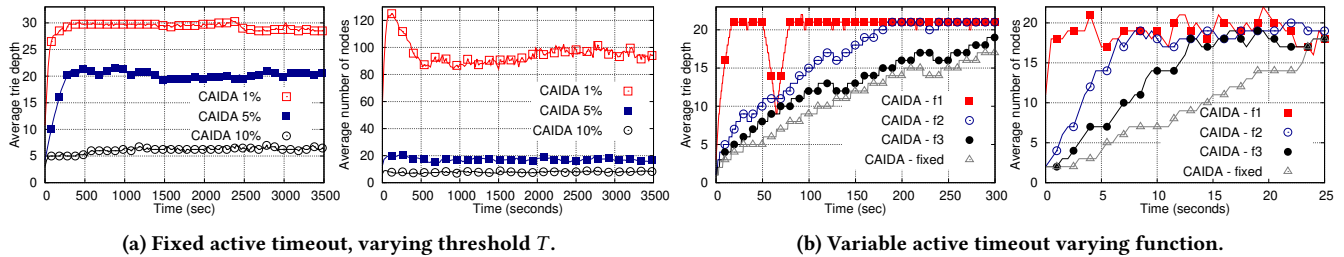 Average trie depth
30
25
20
15
10
5
0
0 500 1000 1500 2000 2500 3000 3500
Time (sec)
CAIDA 1%
CAIDA 5%
CAIDA 10%
Average number of nodes
120
100
80
60
40
20
0
0 500 1000 1500 2000 2500 3000 3500
Time (seconds)
CAIDA 1%
CAIDA 5%
CAIDA 10%
(a) Fixed active timeout, varying threshold T.
Average trie depth
20
15
10
5
0
0 50 100 150 200 250 300
Time (sec)
CAIDA - f1
CAIDA - f2
CAIDA - f3
CAIDA - fixed
Average number of nodes
20
15
10
5
0
0 5 10 15 20 25
Time (seconds)
CAIDA - f1
CAIDA - f2
CAIDA - f3
CAIDA - fixed
(b) Variable active timeout varying function.